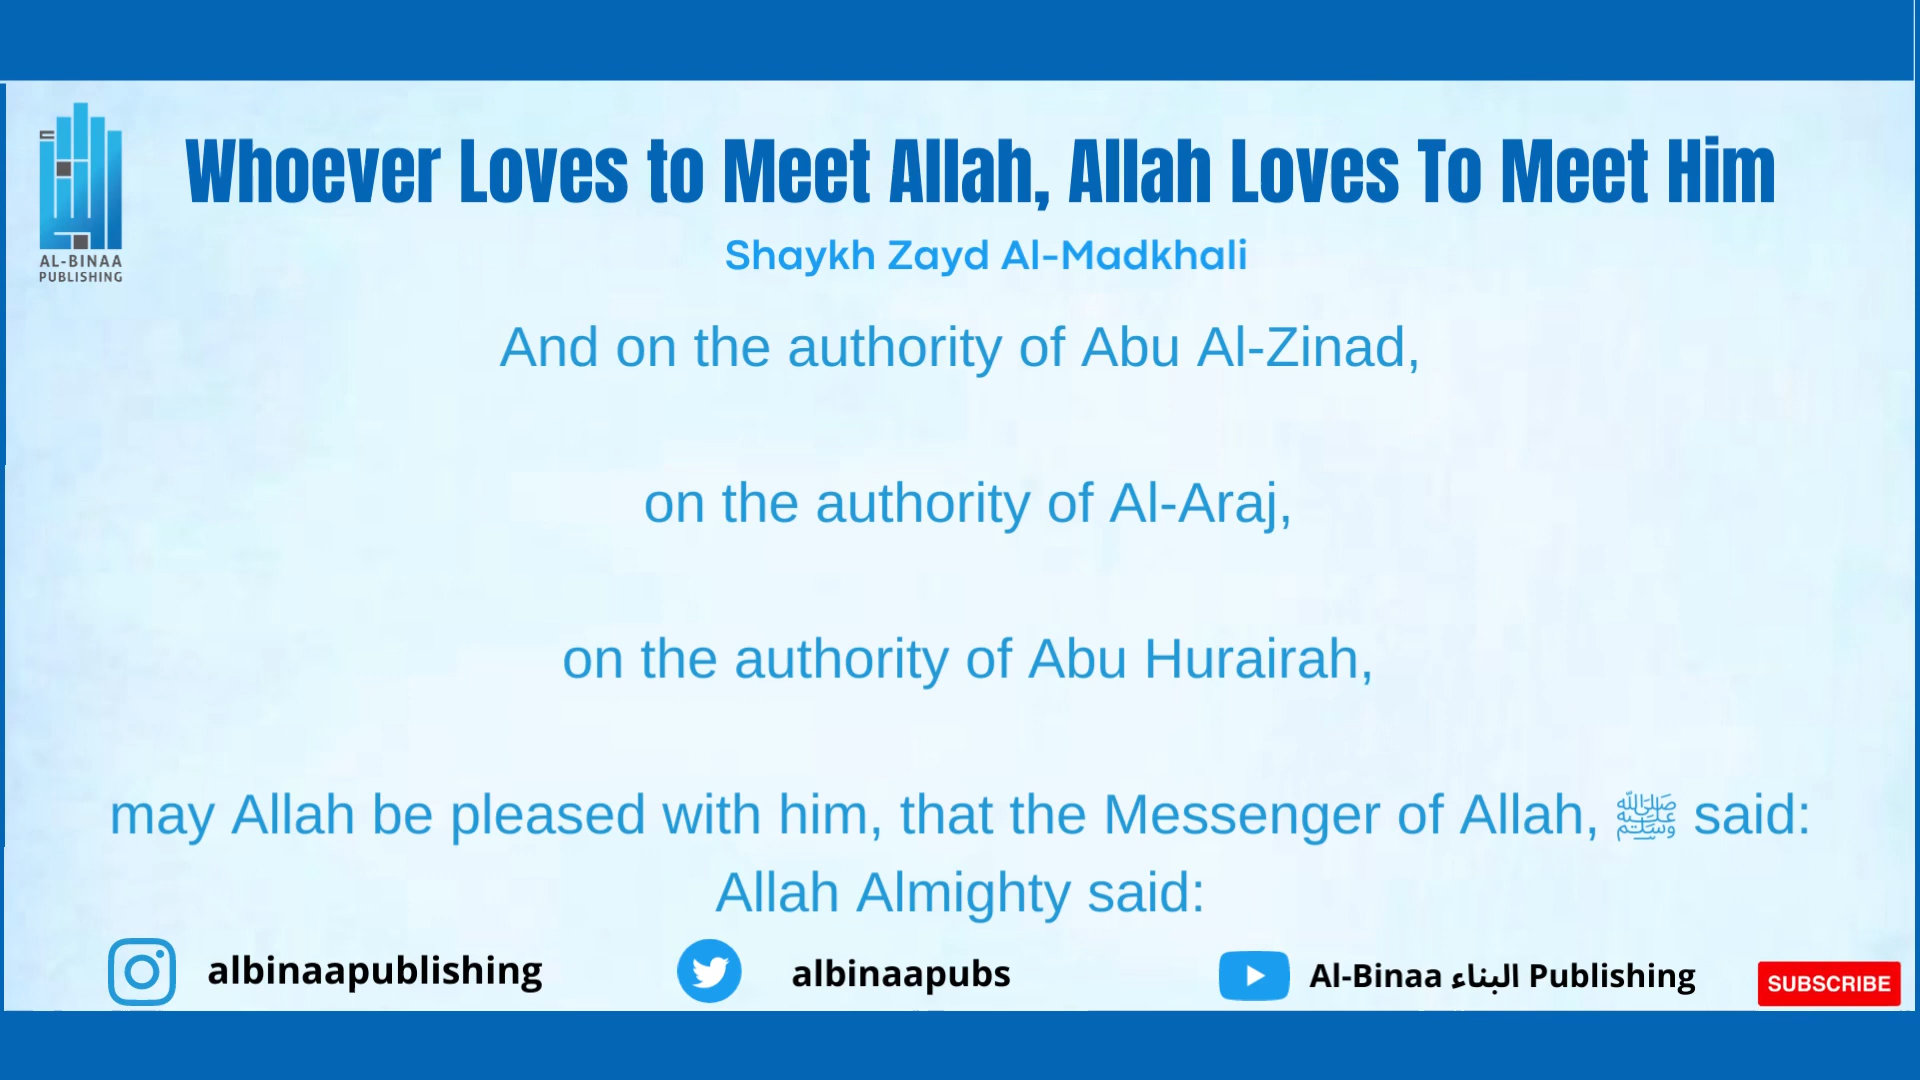 Whoever Loves to Meet Allah, Allah Loves To Meet Him
AL-BINAA
PUBLISHING
Shaykh Zayd Al-Madkhali
And on the authority of Abu Al-Zinad,
on the authority of Al-Araj,
on the authority of Abu Hurairah,
may Allah be pleased with him, that the Messenger of Allah, ﷺ said:
Allah Almighty said:
albinaapublishing
albinaapubs
Al-Binaa البناء Publishing
SUBSCRIBE